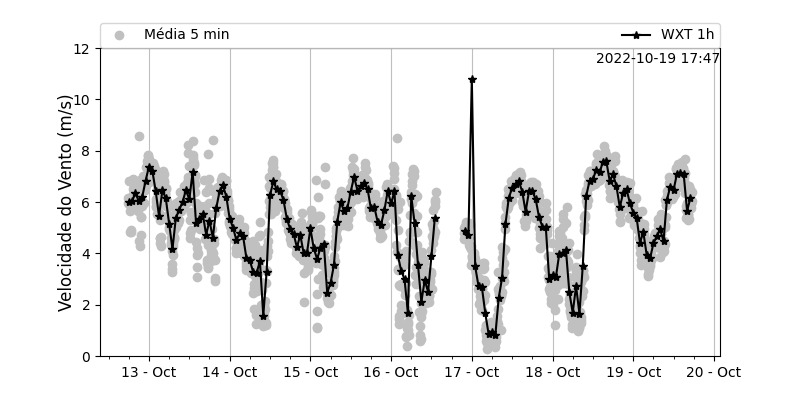 Média 5 min
WXT 1h
2022-10-19 17:47
Velocidade do Vento (m/s)
12
10
8
6
4
2
0
13 - Oct
14 - Oct
15 - Oct
16 - Oct
17 - Oct
18 - Oct
19 - Oct
20 - Oct